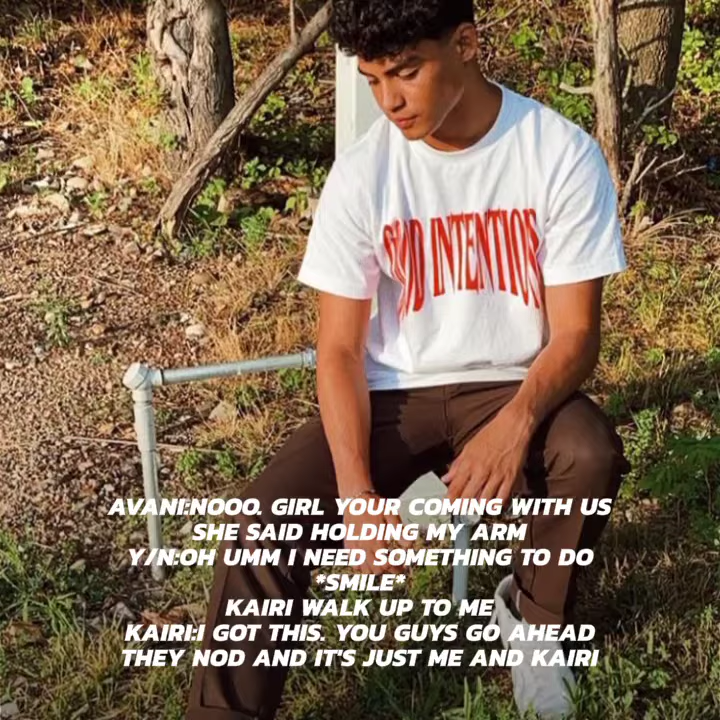 INTENTION
AVANI:NOOO. GIRL YOUR COMING WITH US
SHE SAID HOLDING MY ARM
Y/N:OH UMM I NEED SOMETHING TO DO
*SMILE*
KAIRI WALK UP TO ME
KAIRI:I GOT THIS. YOU GUYS GO AHEAD
THEY NOD AND IT'S JUST ME AND KAIRI